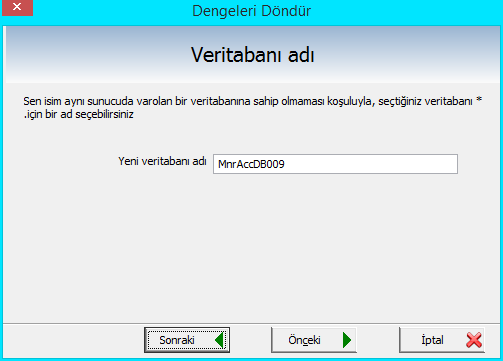 Dengeleri Döndür
Veritabanı adı
Sen isim aynı sunucuda varolan bir veritabanına sahip olmaması koşuluyla, seçtiğiniz veritabanı *
.için bir ad seçebilirsiniz
Yeni veritabanı adı MnrAccDB009
Sonraki Önceki İptal